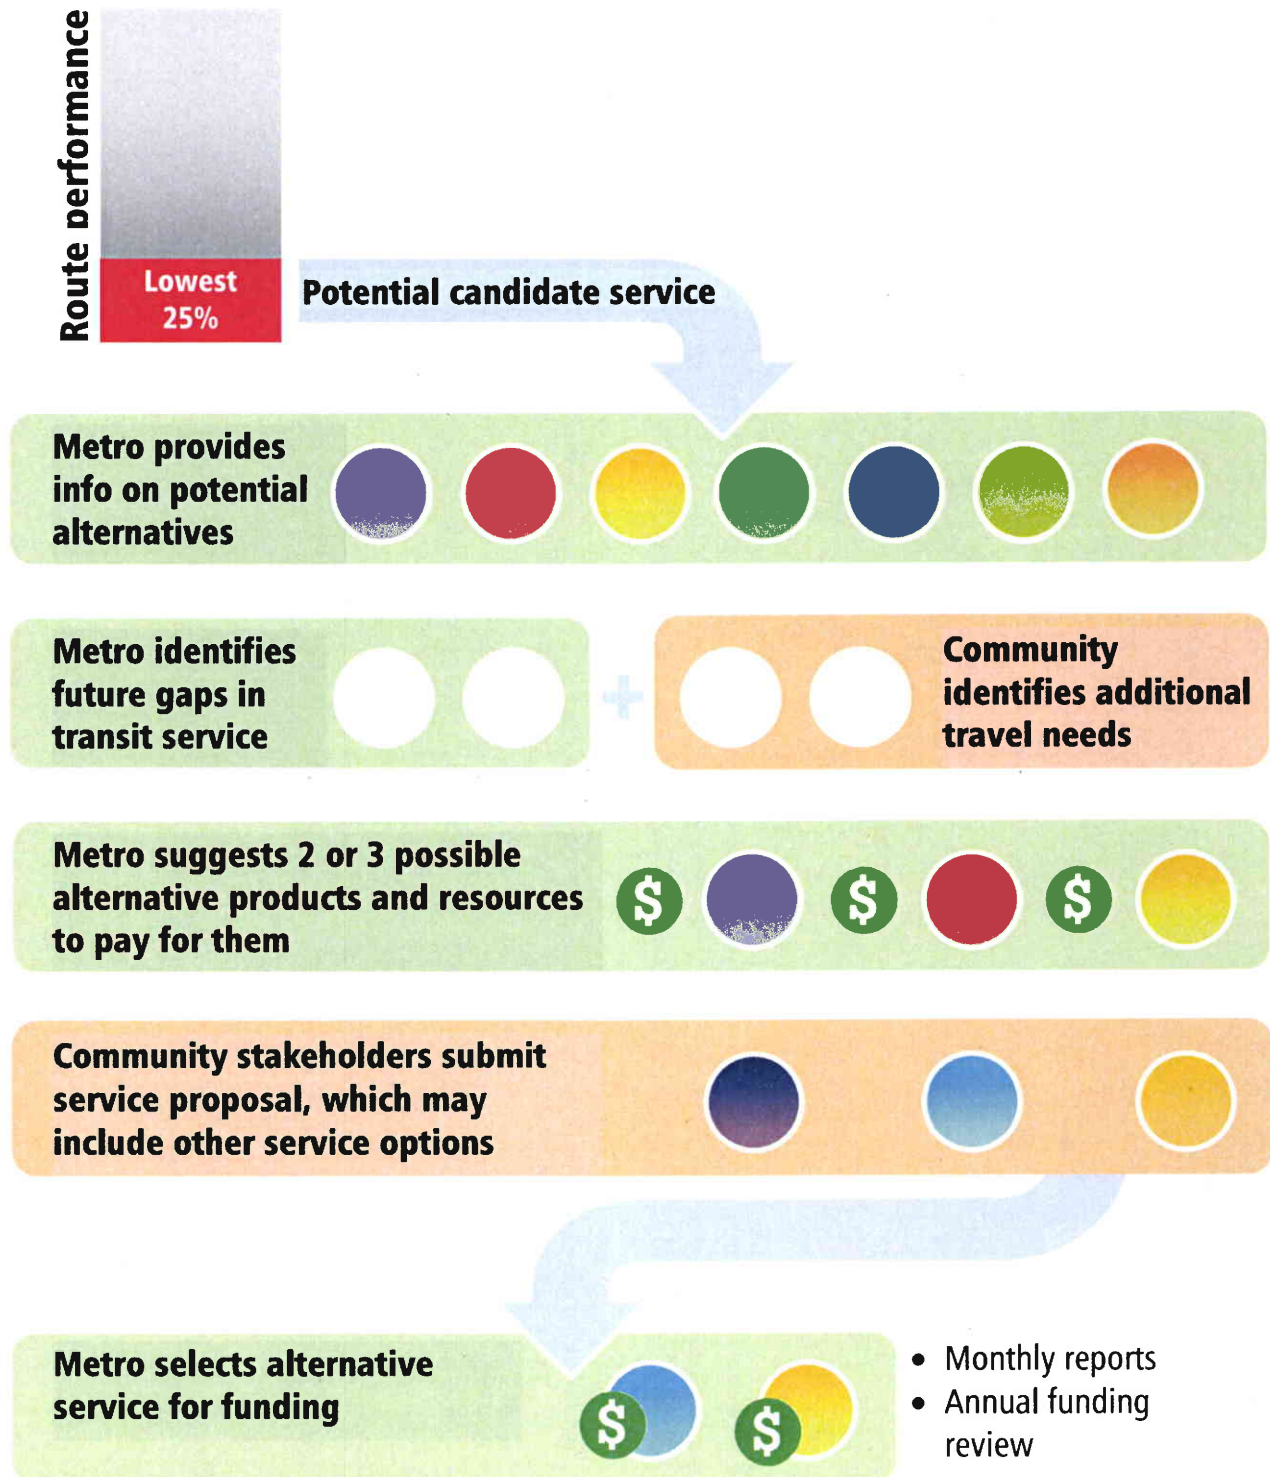 Route performance
Lowest
25%
Potential candidate service
Metro provides
info on potential
alternatives
Metro identifies
future gaps in
transit service
+
Community
identifies additional
travel needs
Metro suggests 2 or 3 possible
alternative products and resources
to pay for them
$ $ $
Community stakeholders submit
service proposal, which may
include other service options
Metro selects alternative
service for funding
$ $
• Monthly reports
• Annual funding
review